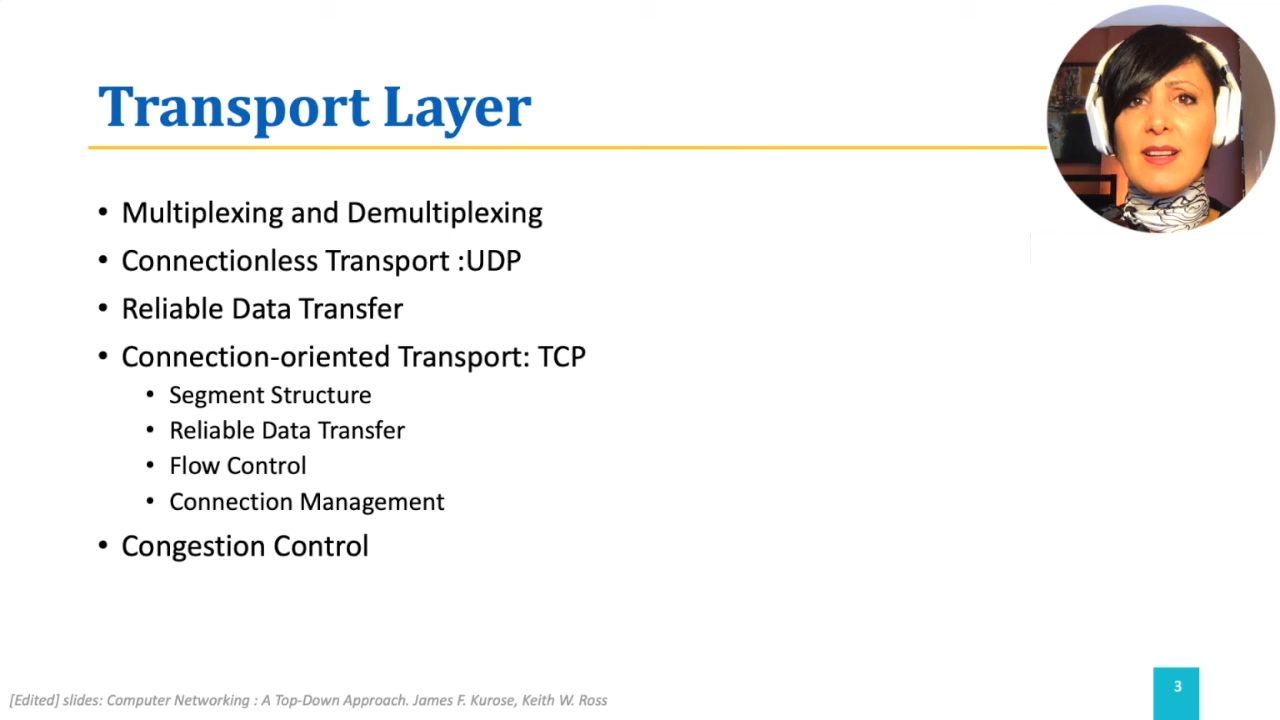 Transport Layer
• Multiplexing and Demultiplexing
• Connectionless Transport :UDP
• Reliable Data Transfer
• Connection-oriented Transport: TCP
• Segment Structure
• Reliable Data Transfer
• Flow Control
• Connection Management
• Congestion Control
[Edited] slides: Computer Networking : A Top-Down Approach. James F. Kurose, Keith W. Ross
3